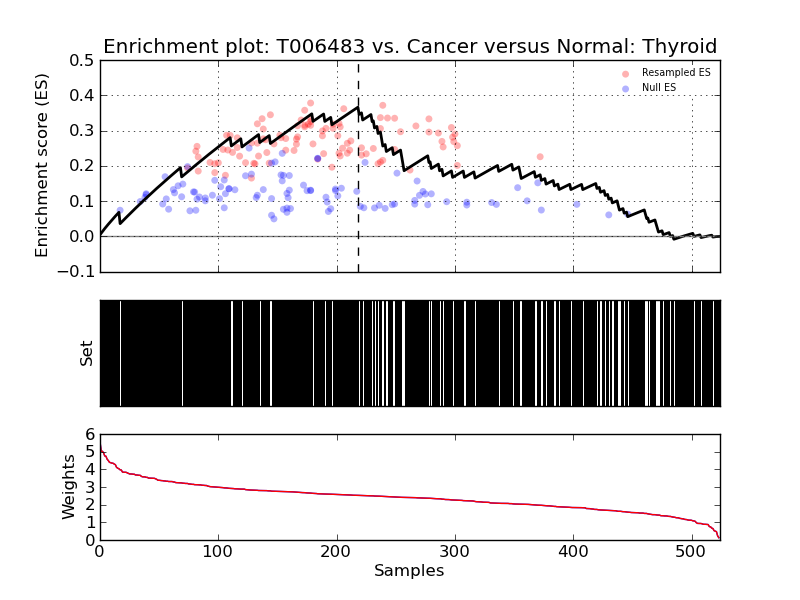 Enrichment plot: T006483 vs. Cancer versus Normal: Thyroid
Enrichment score (ES)
0.5
0.4
0.3
0.2
0.1
0.0
−0.1
Resampled ES
Null ES
Set
Weights
6
5
4
3
2
1
0
0 100 200 300 400 500
Samples